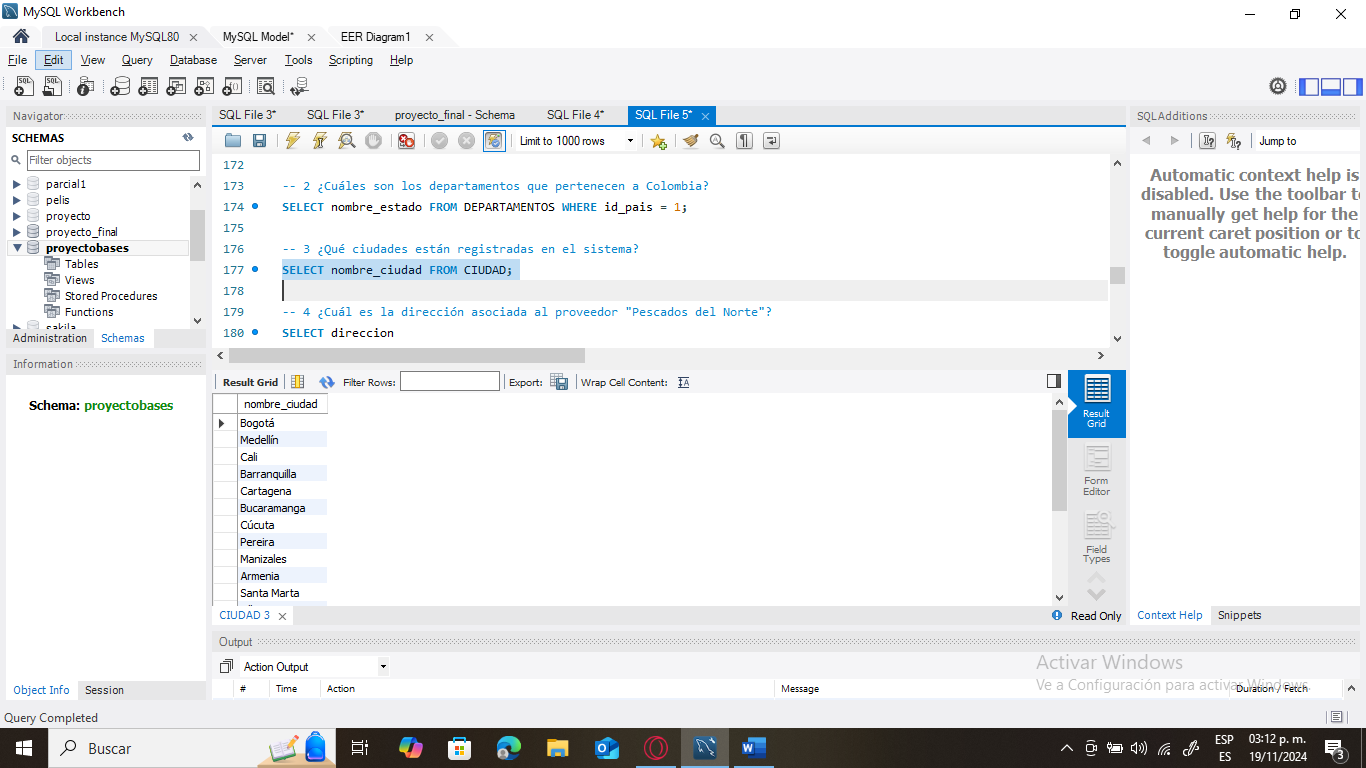 MySQL Workbench
Local instance MySQL80
MySQL Model*
EER Diagram1
File Edit View Query Database Server Tools Scripting Help
Navigator
SCHEMAS
Filter objects
parcial1
pelis
proyecto
proyecto_final
proyectobases
Tables
Views
Stored Procedures
Functions
sakila
Administration Schemas
Information
Schema: proyectobases
Object Info Session
SQL File 3* SQL File 3* proyecto_final - Schema SQL File 4* SQL File 5*
Limit to 1000 rows
172
173 -- 2 ¿Cuáles son los departamentos que pertenecen a Colombia?
174 SELECT nombre_estado FROM DEPARTAMENTOS WHERE id_pais = 1;
175
176 -- 3 ¿Qué ciudades están registradas en el sistema?
177 SELECT nombre_ciudad FROM CIUDAD;
178
179 -- 4 ¿Cuál es la dirección asociada al proveedor "Pescados del Norte"?
180 SELECT direccion
Result Grid Filter Rows: Export: Wrap Cell Content:
nombre_ciudad
Bogotá
Medellín
Cali
Barranquilla
Cartagena
Bucaramanga
Cúcuta
Pereira
Manizales
Armenia
Santa Marta
Result
Grid
Form
Editor
Field
Types
CIUDAD 3
Read Only
Output
Action Output
# Time Action Message Duration / Fetch
SQLAdditions
Jump to
Automatic context help is
disabled. Use the toolbar to
manually get help for the
current caret position or to
toggle automatic help.
Context Help Snippets
Activar Windows
Ve a Configuración para activar Windows.
Query Completed
Buscar
ESP
ES
03:12 p. m.
19/11/2024
3